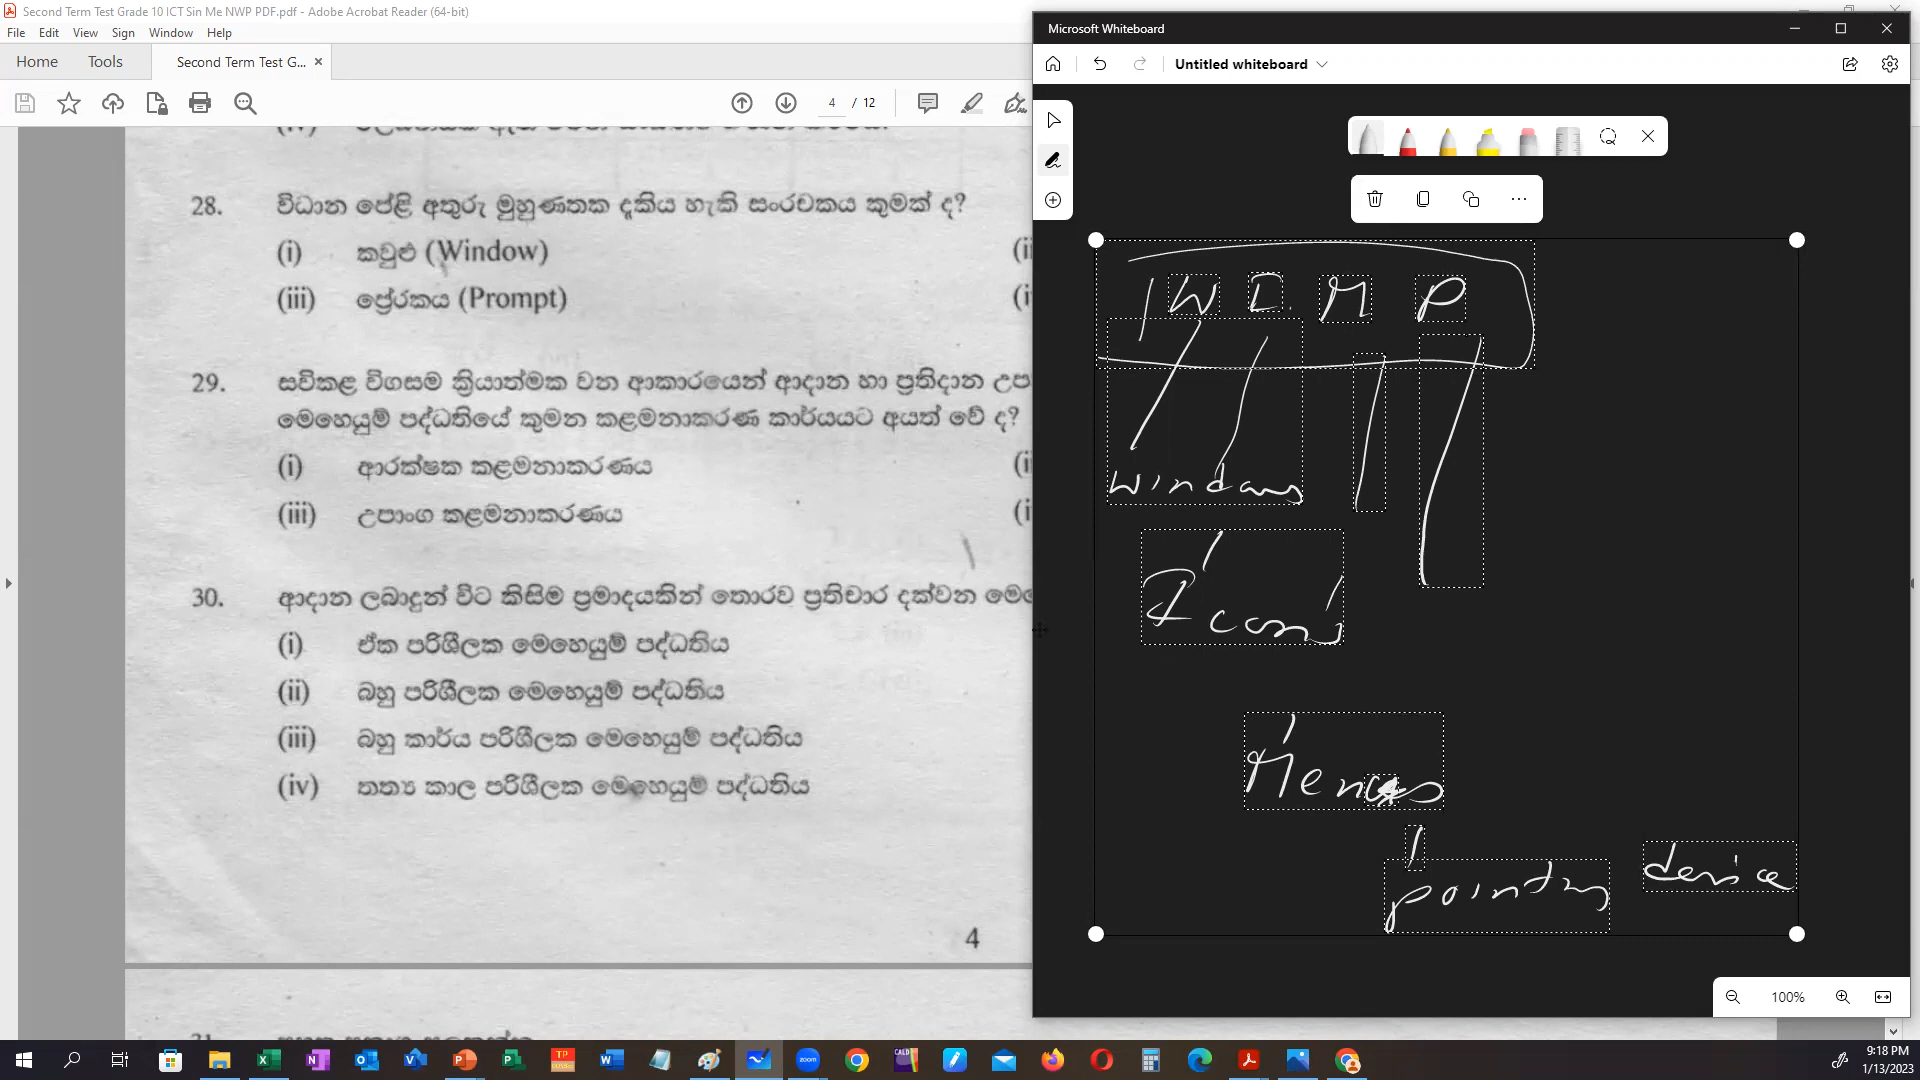 Second Term Test Grade 10 ICT Sin Me NWP PDF.pdf - Adobe Acrobat Reader (64-bit)
File Edit View Sign Window Help
Home Tools Second Term Test G... ×
4 / 12
28. විධාන පේළි අතුරු මුහුණතක දැකිය හැකි සංරචකය කුමක් ද?
(i) කවුළු (Window)
(iii) ප්‍රේරකය (Prompt)
29. සවිකළ විගසම ක්‍රියාත්මක වන ආකාරයෙන් ආදාන හා ප්‍රතිදාන උප
මෙහෙයුම් පද්ධතියේ කුමන කළමනාකරණ කාර්යයට අයත් වේ ද?
(i) ආරක්ෂක කළමනාකරණය
(iii) උපාංග කළමනාකරණය
30. ආදාන ලබාදුන් විට කිසිම ප්‍රමාදයකින් තොරව ප්‍රතිචාර දක්වන
(i) ඒක පරිශීලක මෙහෙයුම් පද්ධතිය
(ii) බහු පරිශීලක මෙහෙයුම් පද්ධතිය
(iii) බහු කාර්ය පරිශීලක මෙහෙයුම් පද්ධතිය
(iv) තත්‍ය කාල පරිශීලක මෙහෙයුම් පද්ධතිය
4
Microsoft Whiteboard
Untitled whiteboard
W I M P
Windows
Icons
Menus
pointing device
100%
9:18 PM
1/13/2023